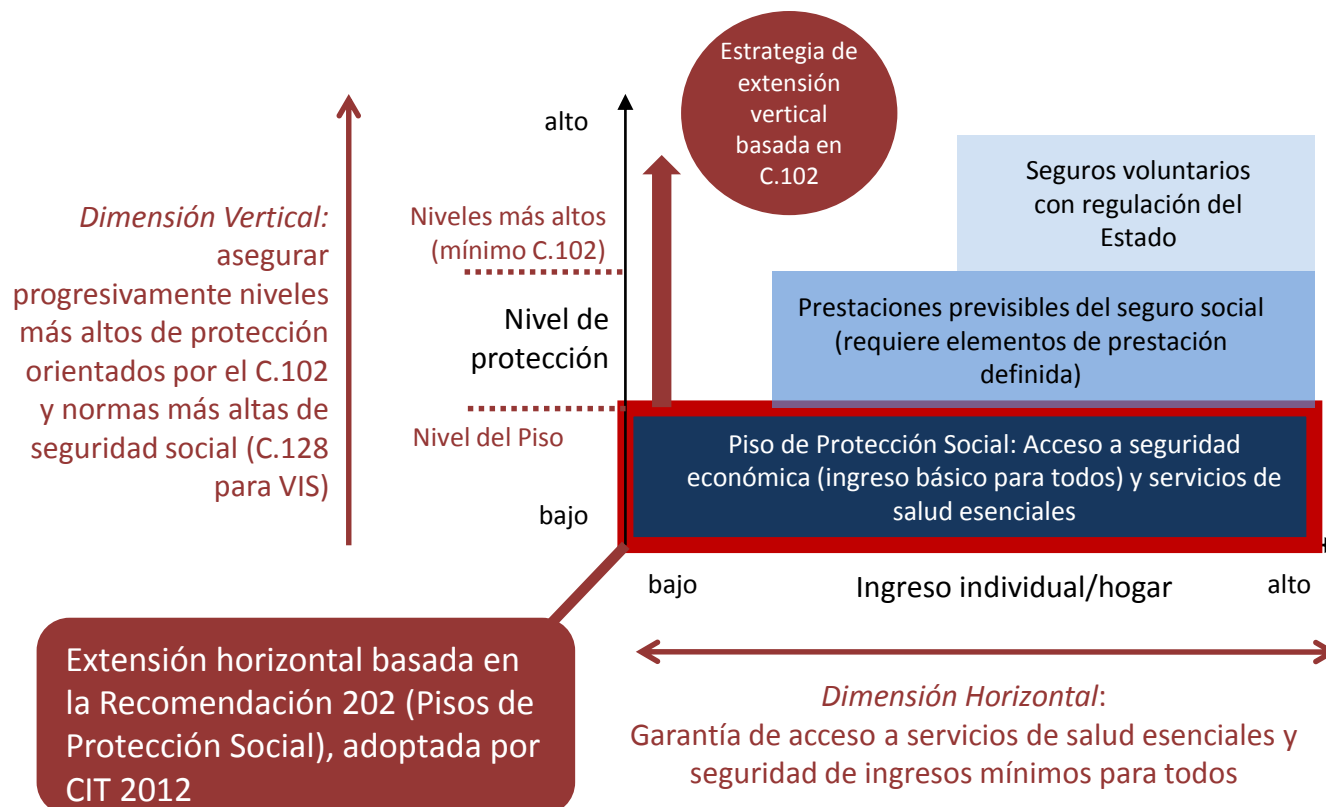 Estrategia de
extensión
vertical
basada en
C.102
alto
Dimensión Vertical:
asegurar
progresivamente niveles
más altos de protección
orientados por el C.102
y normas más altas de
seguridad social (C.128
para VIS)
Niveles más altos
(mínimo C.102)
Nivel de
protección
Nivel del Piso
bajo
Seguros voluntarios
con regulación del
Estado
Prestaciones previsibles del seguro social
(requiere elementos de prestación
definida)
Piso de Protección Social: Acceso a seguridad
económica (ingreso básico para todos) y servicios de
salud esenciales
bajo
Ingreso individual/hogar
alto
Extensión horizontal basada en
la Recomendación 202 (Pisos de
Protección Social), adoptada por
CIT 2012
Dimensión Horizontal:
Garantía de acceso a servicios de salud esenciales y
seguridad de ingresos mínimos para todos